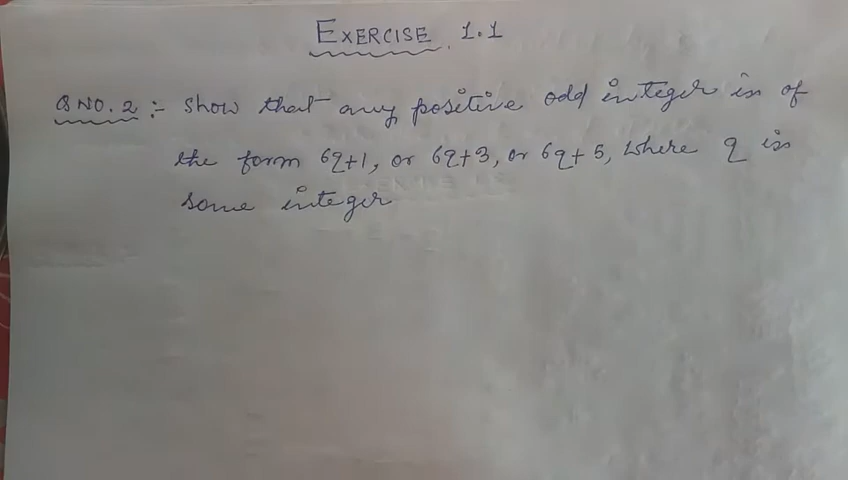 EXERCISE 1.1
Q NO. 2 :- Show that any positive odd integer is of
the form 6q+1, or 6q+3, or 6q+5, where q is
some integer